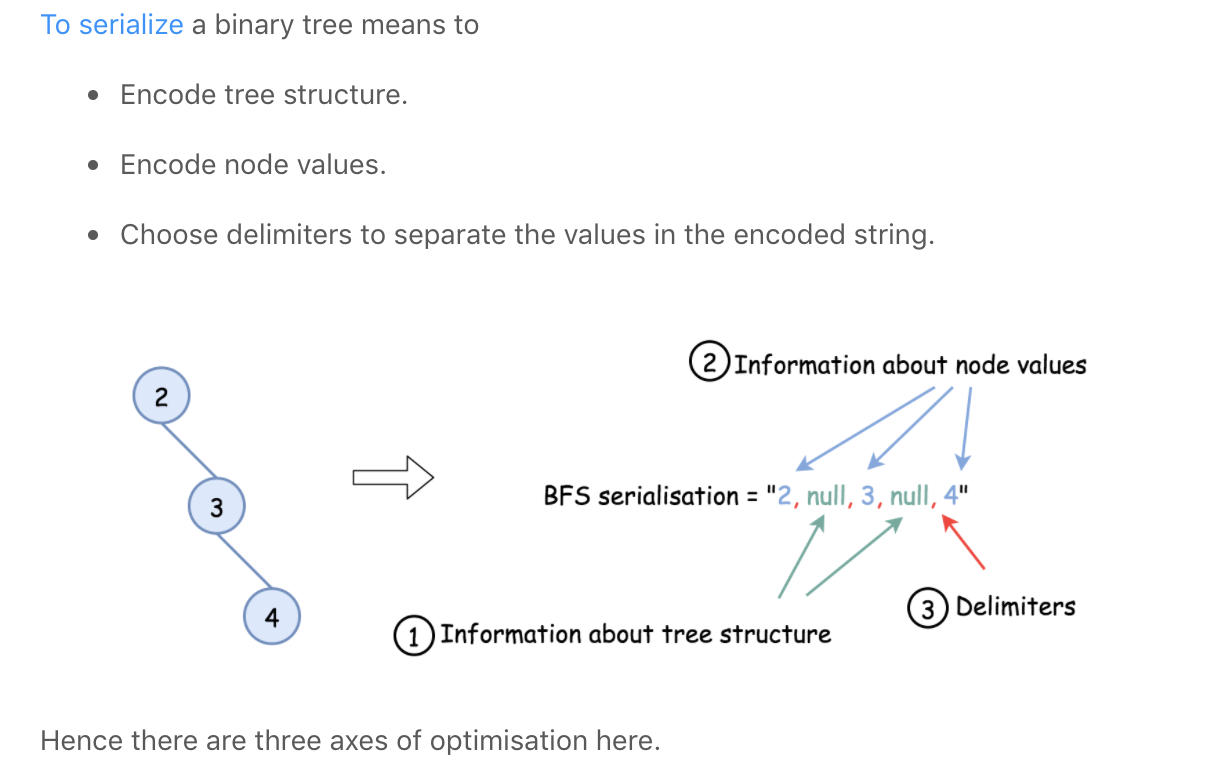 To serialize a binary tree means to
• Encode tree structure.
• Encode node values.
• Choose delimiters to separate the values in the encoded string.
2 Information about node values
2
3
4
BFS serialisation = "2, null, 3, null, 4"
1 Information about tree structure
3 Delimiters
Hence there are three axes of optimisation here.